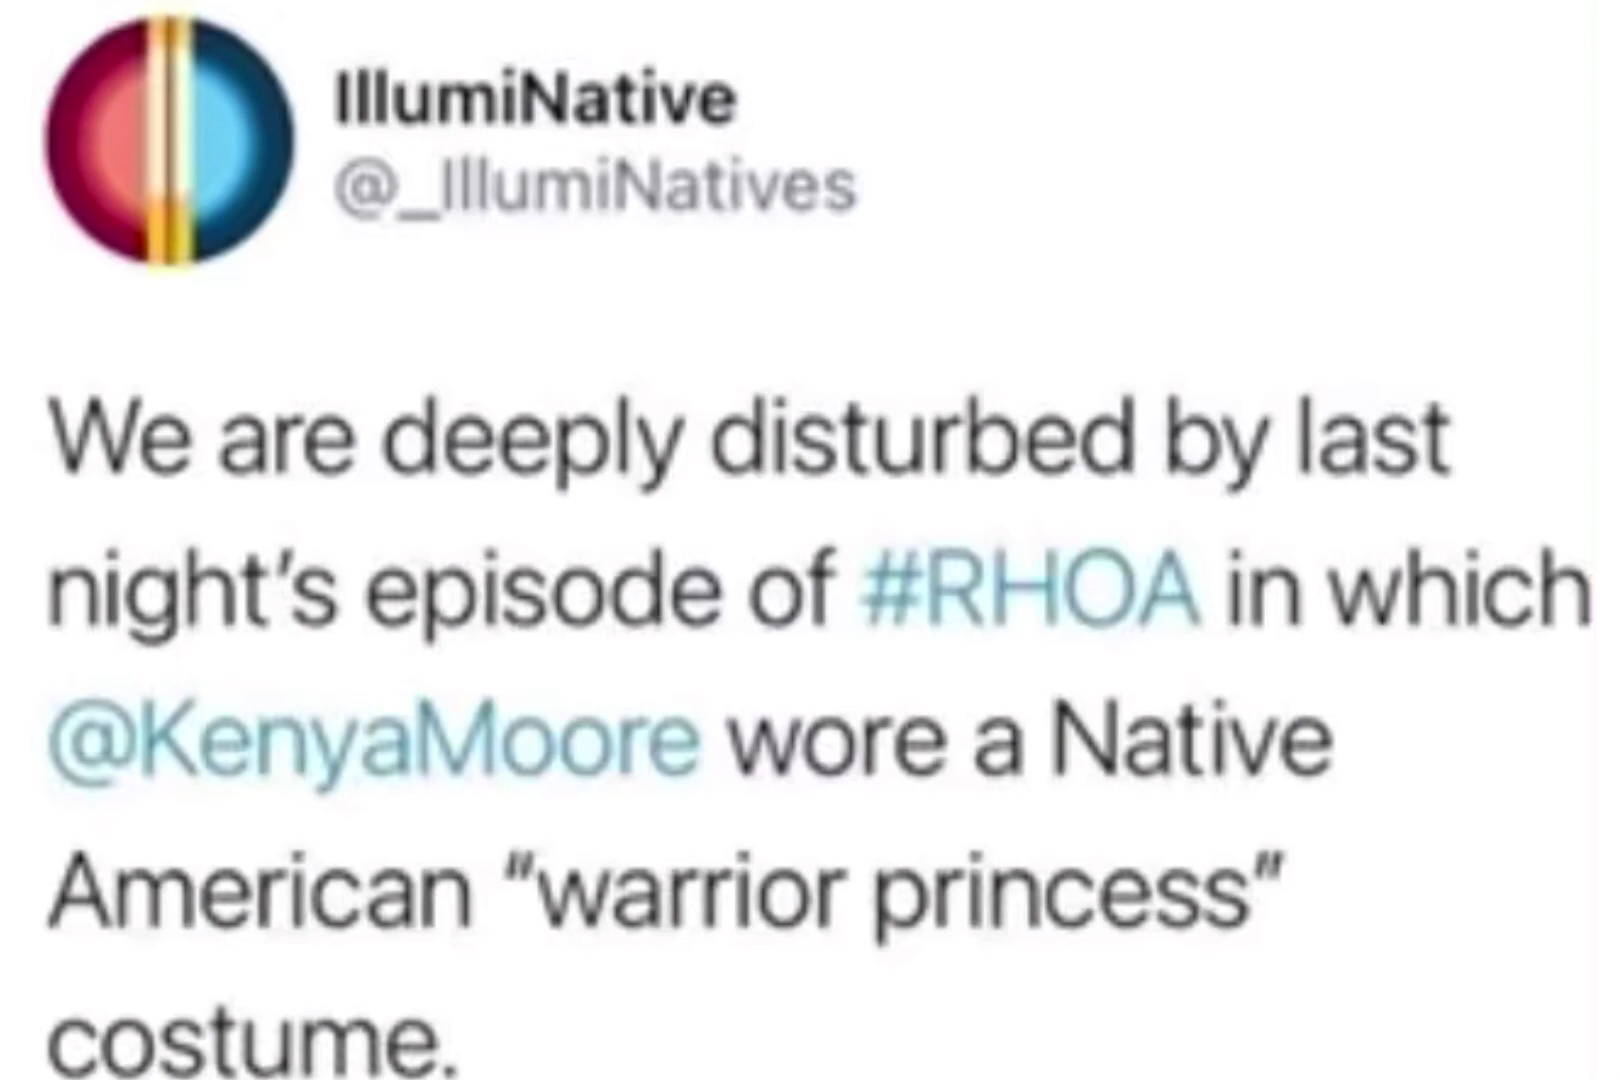 IllumiNative
@_IllumiNatives
We are deeply disturbed by last
night's episode of #RHOA in which
@KenyaMoore wore a Native
American "warrior princess"
costume.